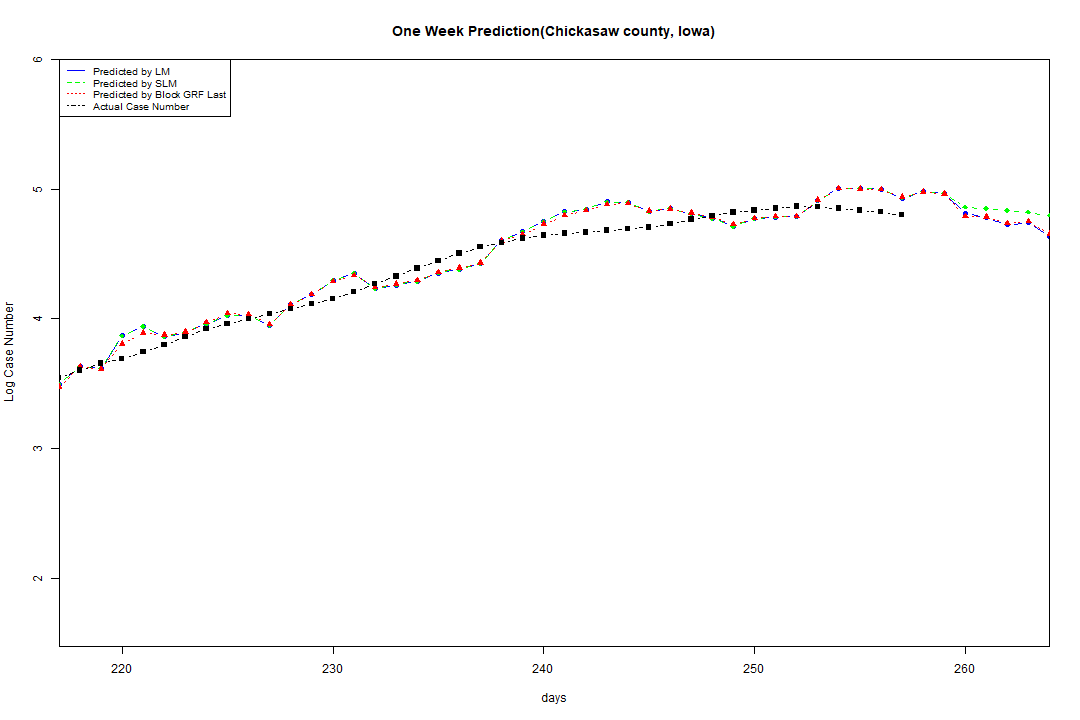 One Week Prediction(Chickasaw county, Iowa)
6
Predicted by LM
Predicted by SLM
Predicted by Block GRF Last
Actual Case Number
5
4
3
2
Log Case Number
220 230 240 250 260
days